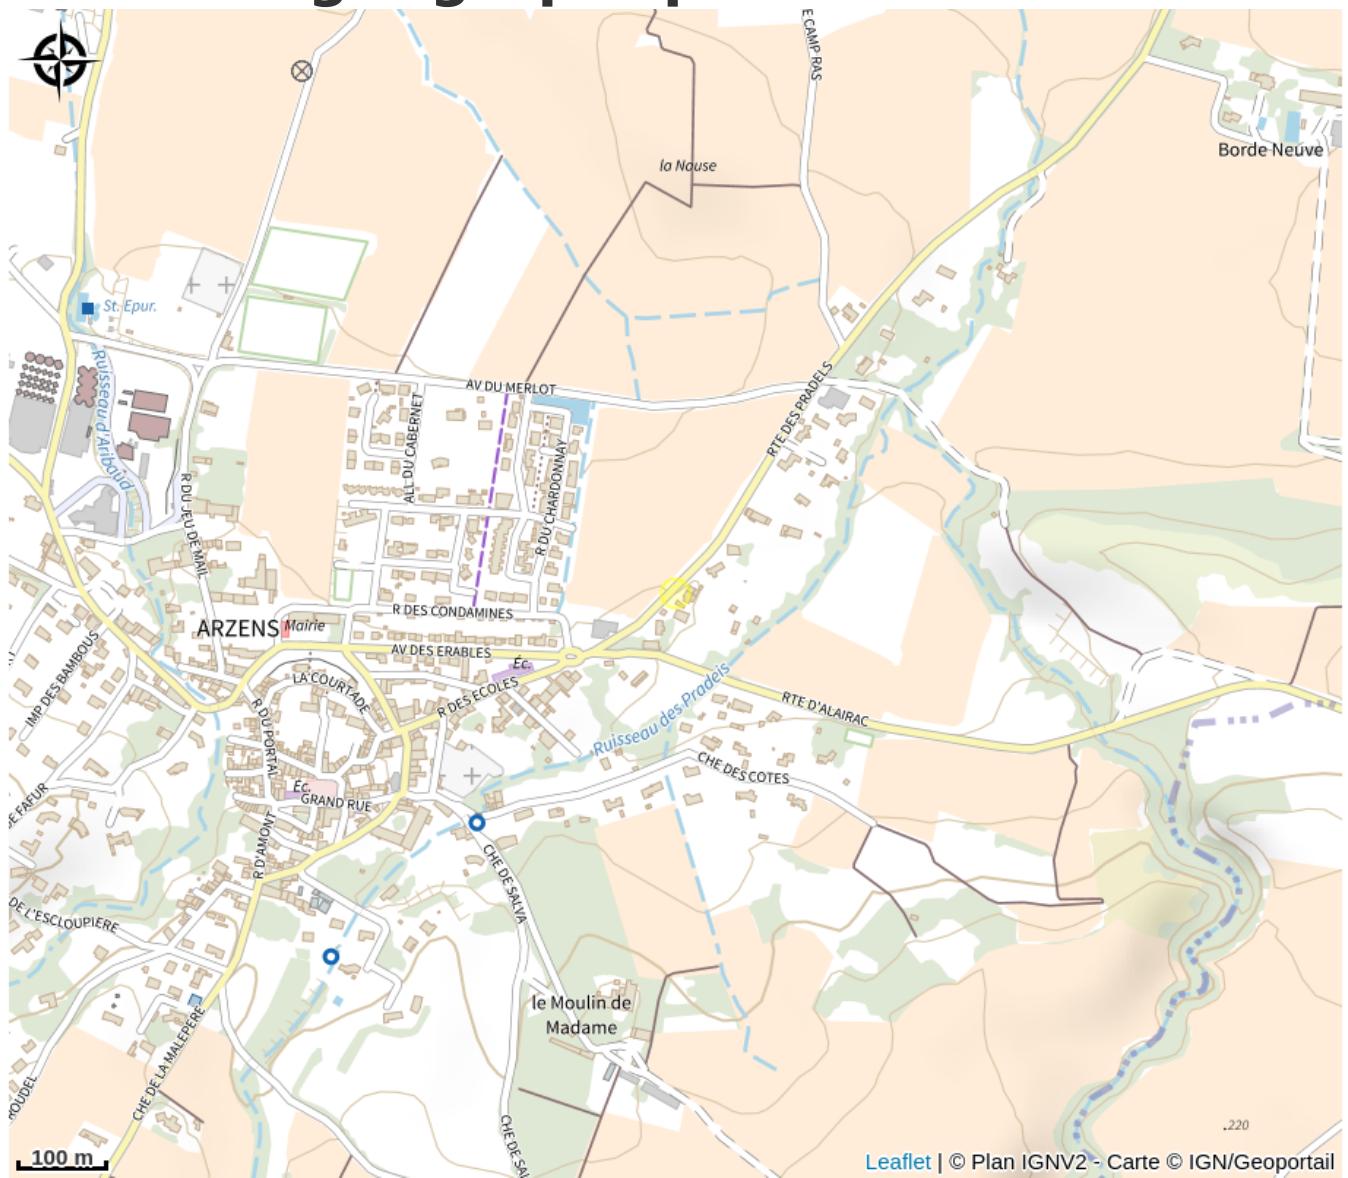 E CAMP RAS
la Nause
Borde Neuve
St. Epur.
Ruisseau d'Aribaud
AV DU MERLOT
RTE DES PRADELS
ALL DU CABERNET
R DU CHARDONNAY
R DU JEU DE MAIL
R DES CONDAMINES
ARZENS
Mairie
AV DES ERABLES
Éc.
LA COURTADE
R DES ECOLES
IMP DES BAMBOUS
R DU PORTAL
Ruisseau des Pradels
RTE D'ALAIRAC
CHE DES COTES
Éc.
GRAND RUE
DE FAFUR
R D'AMONT
CHE DE SALVA
DE L'ESCLOUPIERE
le Moulin de
Madame
CHE DE LA MALEPERE
ROUDEL
CHE DE SAL
.220
100 m
Leaflet | © Plan IGNV2 - Carte © IGN/Geoportail